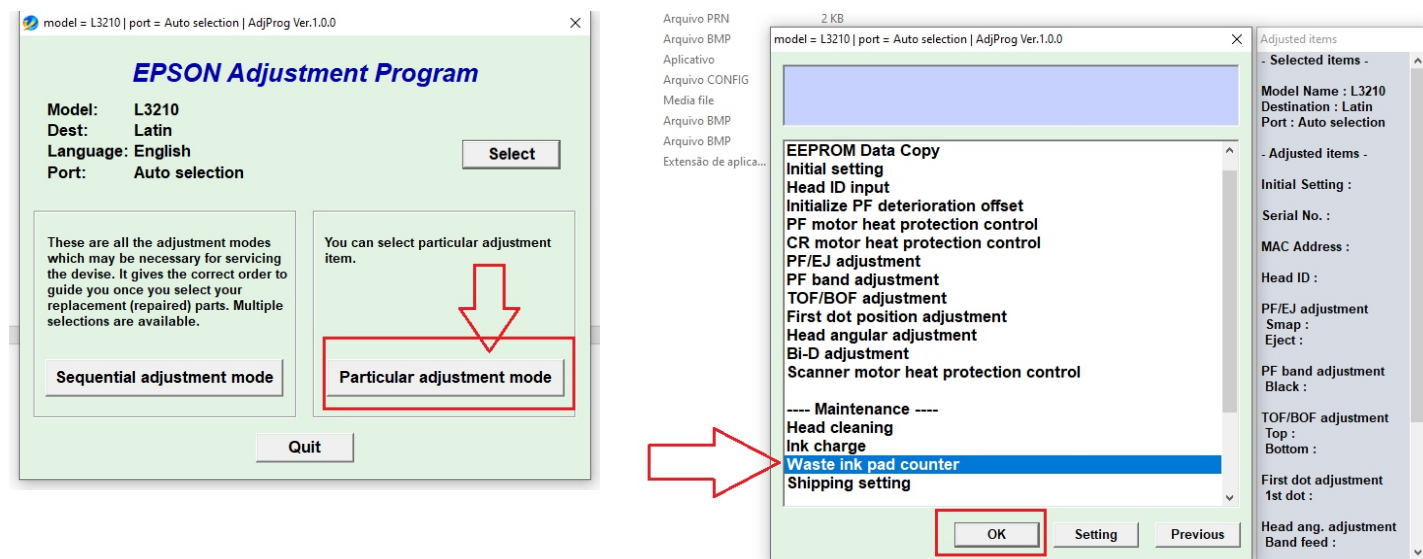 model = L3210 | port = Auto selection | AdjProg Ver.1.0.0
EPSON Adjustment Program
Model: L3210
Dest: Latin
Language: English
Port: Auto selection
Select
These are all the adjustment modes
which may be necessary for servicing
the devise. It gives the correct order to
guide you once you select your
replacement (repaired) parts. Multiple
selections are available.
Sequential adjustment mode
You can select particular adjustment
item.
Particular adjustment mode
Quit
Arquivo PRN 2 KB
Arquivo BMP
Aplicativo
Arquivo CONFIG
Media file
Arquivo BMP
Arquivo BMP
Extensão de aplica...
model = L3210 | port = Auto selection | AdjProg Ver.1.0.0
EEPROM Data Copy
Initial setting
Head ID input
Initialize PF deterioration offset
PF motor heat protection control
CR motor heat protection control
PF/EJ adjustment
PF band adjustment
TOF/BOF adjustment
First dot position adjustment
Head angular adjustment
Bi-D adjustment
Scanner motor heat protection control
---- Maintenance ----
Head cleaning
Ink charge
Waste ink pad counter
Shipping setting
OK
Setting
Previous
Adjusted items
- Selected items -
Model Name : L3210
Destination : Latin
Port : Auto selection
- Adjusted items -
Initial Setting :
Serial No. :
MAC Address :
Head ID :
PF/EJ adjustment
Smap :
Eject :
PF band adjustment
Black :
TOF/BOF adjustment
Top :
Bottom :
First dot adjustment
1st dot :
Head ang. adjustment
Band feed :